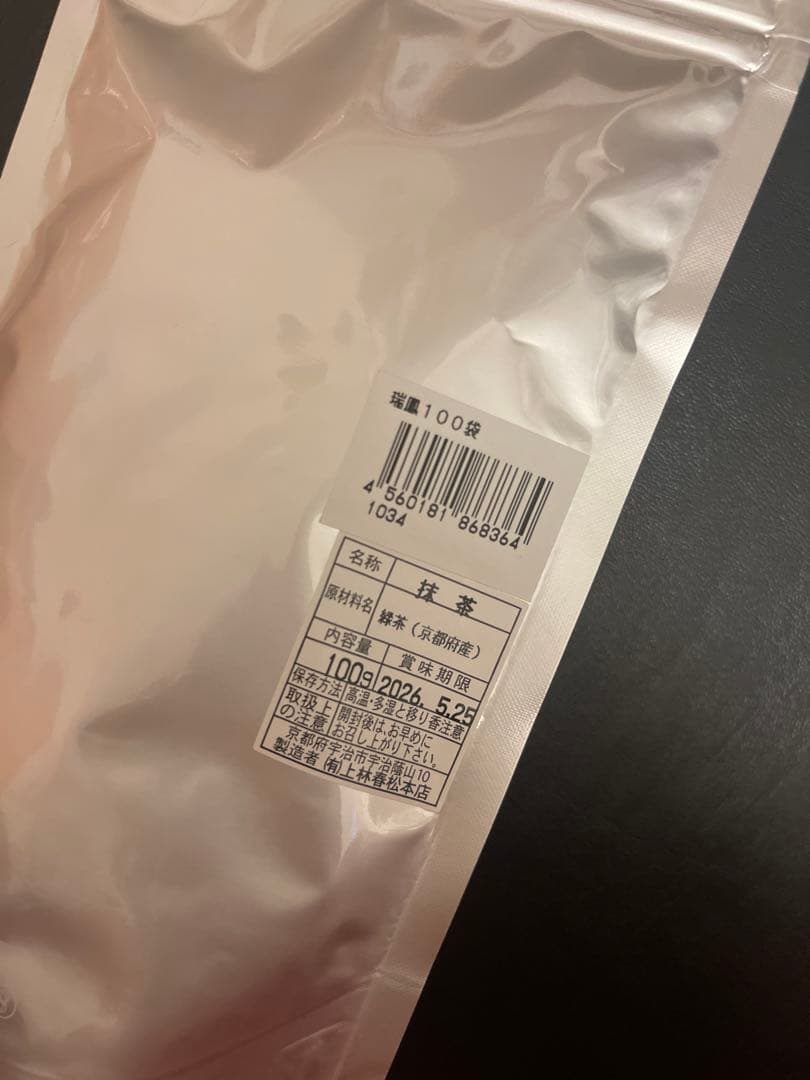 瑞鳳100袋
4 560181 868364
1034
名称 抹茶
原材料名 緑茶(京都府産)
内容量 賞味期限
100g 2026. 5.25
保存方法 高温・多湿と移り香注意
取扱上の注意 開封後は、お早めに
お召し上がり下さい。
京都府宇治市宇治蔭山10
製造者 (有)上林春松本店